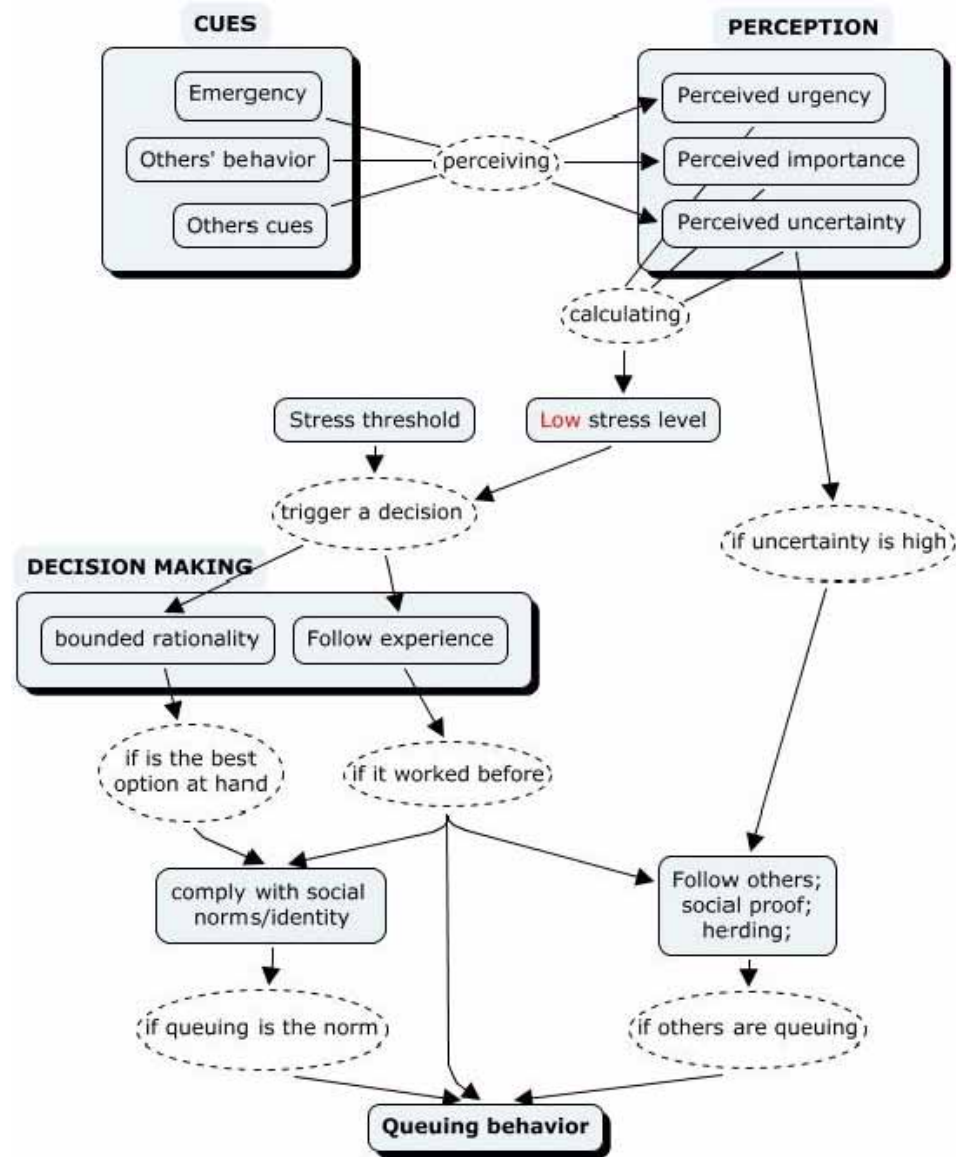 CUES
PERCEPTION
Emergency
Others' behavior
Others cues
perceiving
Perceived urgency
Perceived importance
Perceived uncertainty
calculating
Stress threshold
Low stress level
trigger a decision
if uncertainty is high
DECISION MAKING
bounded rationality
Follow experience
if is the best
option at hand
if it worked before
comply with social
norms/identity
Follow others;
social proof;
herding;
if queuing is the norm
if others are queuing
Queuing behavior